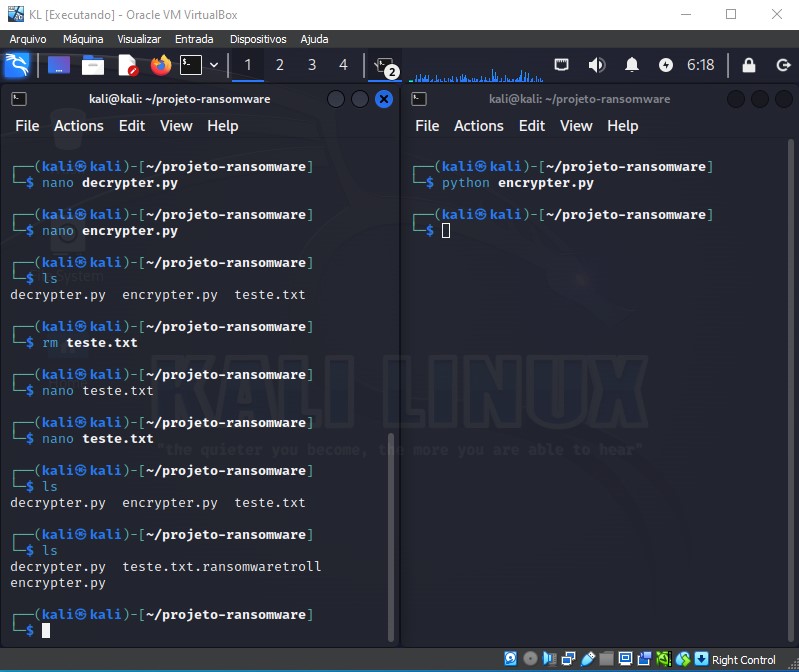 KL [Executando] - Oracle VM VirtualBox
Arquivo Máquina Visualizar Entrada Dispositivos Ajuda
1 2 3 4 2 6:18
kali@kali: ~/projeto-ransomware
File Actions Edit View Help
┌──(kali㉿kali)-[~/projeto-ransomware]
└─$ nano decrypter.py
┌──(kali㉿kali)-[~/projeto-ransomware]
└─$ nano encrypter.py
┌──(kali㉿kali)-[~/projeto-ransomware]
└─$ ls
decrypter.py encrypter.py teste.txt
┌──(kali㉿kali)-[~/projeto-ransomware]
└─$ rm teste.txt
┌──(kali㉿kali)-[~/projeto-ransomware]
└─$ nano teste.txt
┌──(kali㉿kali)-[~/projeto-ransomware]
└─$ nano teste.txt
┌──(kali㉿kali)-[~/projeto-ransomware]
└─$ ls
decrypter.py encrypter.py teste.txt
┌──(kali㉿kali)-[~/projeto-ransomware]
└─$ ls
decrypter.py teste.txt.ransomwaretroll
encrypter.py
┌──(kali㉿kali)-[~/projeto-ransomware]
└─$
kali@kali: ~/projeto-ransomware
File Actions Edit View Help
┌──(kali㉿kali)-[~/projeto-ransomware]
└─$ python encrypter.py
┌──(kali㉿kali)-[~/projeto-ransomware]
└─$
KALI LINUX
"the quieter you become, the more you are able to hear"
Right Control